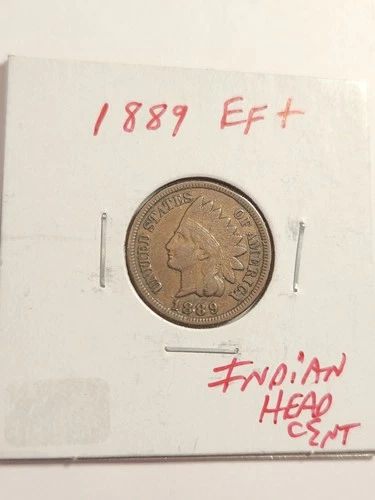 1889 EF+
UNITED STATES OF AMERICA
1889
INDIAN
HEAD
CENT